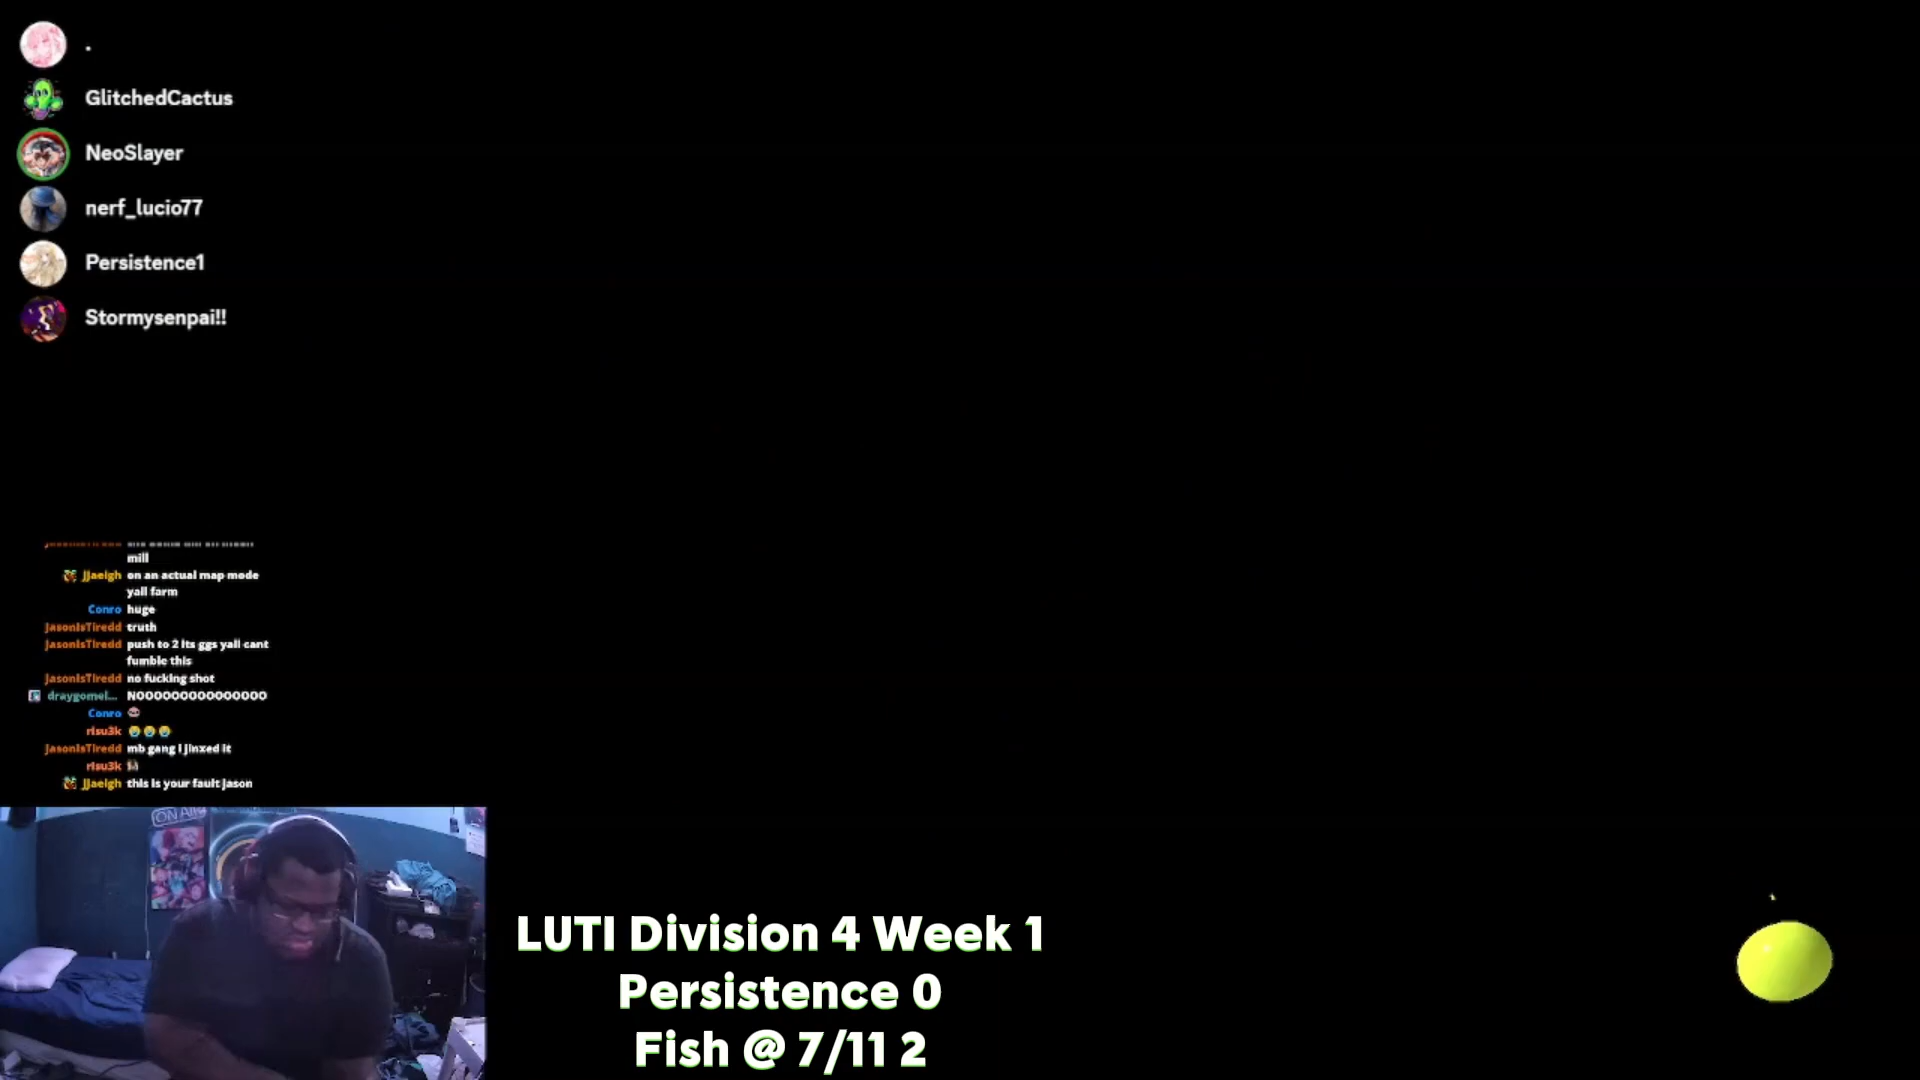 .
GlitchedCactus
NeoSlayer
nerf_lucio77
Persistence1
Stormysenpai!!
mill
JJaeigh on an actual map mode
yall farm
Conro huge
JasonIsTiredd truth
JasonIsTiredd push to 2 its ggs yall cant
fumble this
JasonIsTiredd no fucking shot
draygomel... NOOOOOOOOOOOOOOO
Conro
risu3k 😭😭😭
JasonIsTiredd mb gang i jinxed it
risu3k
JJaeigh this is your fault jason
ON AIR
LUTI Division 4 Week 1
Persistence 0
Fish @ 7/11 2